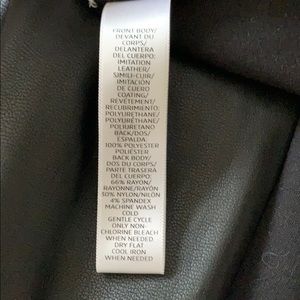 FRONT BODY/
DEVANT DU
CORPS/
DELANTERA
DEL CUERPO:
IMITATION
LEATHER/
SIMILI-CUIR/
IMITACIÓN
DE CUERO
COATING/
REVÊTEMENT/
RECUBRIMIENTO:
POLYURETHANE/
POLYURÉTHANE/
POLIURETANO
BACK/DOS/
ESPALDA:
100% POLYESTER
POLIÉSTER
BACK BODY/
DOS DU CORPS/
PARTE TRASERA
DEL CUERPO:
66% RAYON/
RAYONNE/RAYÓN
30% NYLON/NILÓN
4% SPANDEX
MACHINE WASH
COLD
GENTLE CYCLE
ONLY NON-
CHLORINE BLEACH
WHEN NEEDED.
DRY FLAT
COOL IRON
WHEN NEEDED